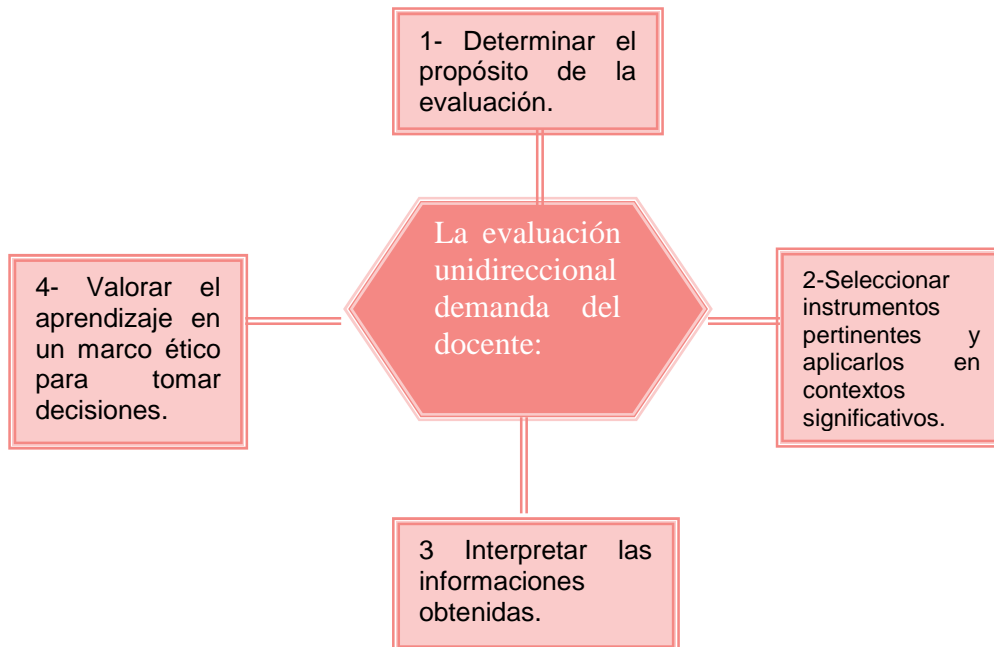 1- Determinar el
propósito de la
evaluación.
La evaluación
unidireccional
demanda del
docente:
2-Seleccionar
instrumentos
pertinentes y
aplicarlos en
contextos
significativos.
3 Interpretar las
informaciones
obtenidas.
4- Valorar el
aprendizaje en
un marco ético
para tomar
decisiones.